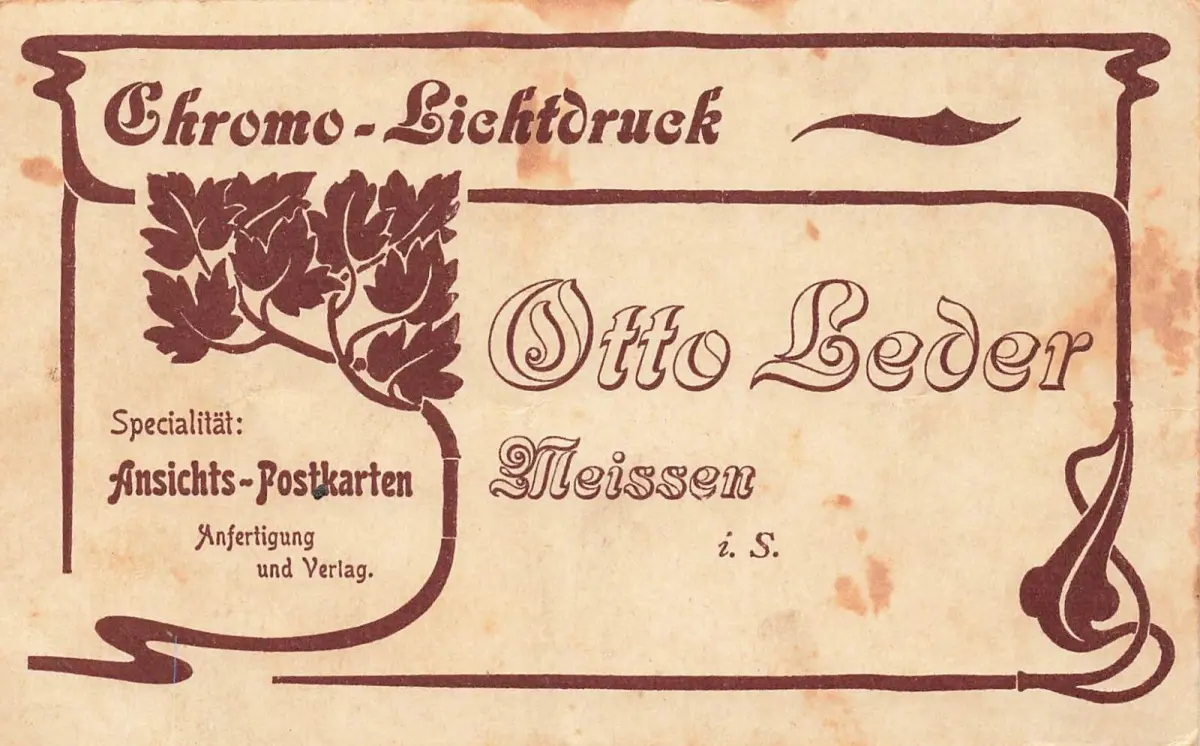 Chromo-Lichtdruck
Otto Leder
Meissen
i. S.
Specialität:
Ansichts-Postkarten
Anfertigung
und Verlag.